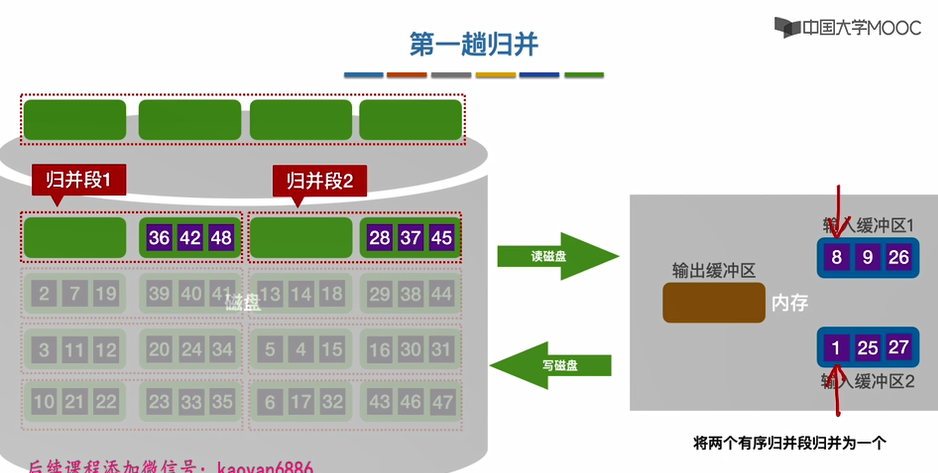 中国大学MOOC
第一趟归并
归并段1
归并段2
36 42 48
28 37 45
2 7 19
39 40 41
13 14 18
29 38 44
磁盘
3 11 12
20 24 34
5 4 15
16 30 31
10 21 22
23 33 35
6 17 32
43 46 47
后续课程添加微信号：kaoyan6886
读磁盘
写磁盘
输入缓冲区1
8 9 26
输出缓冲区
内存
1 25 27
输入缓冲区2
将两个有序归并段归并为一个